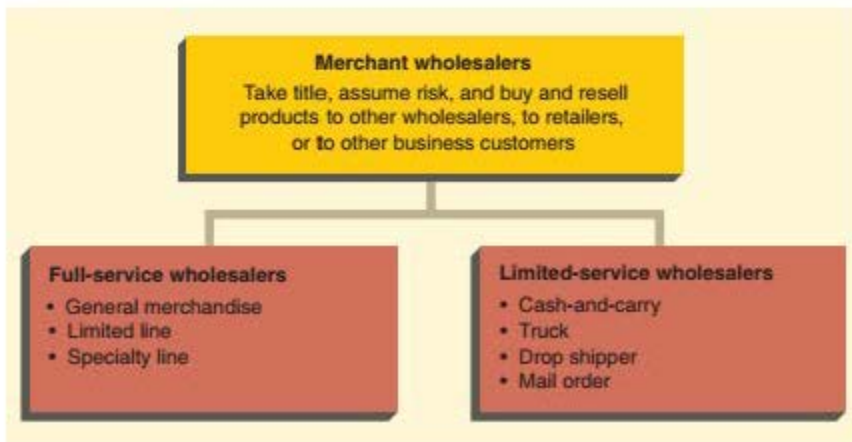 Merchant wholesalers
Take title, assume risk, and buy and resell
products to other wholesalers, to retailers,
or to other business customers
Full-service wholesalers
• General merchandise
• Limited line
• Specialty line
Limited-service wholesalers
• Cash-and-carry
• Truck
• Drop shipper
• Mail order